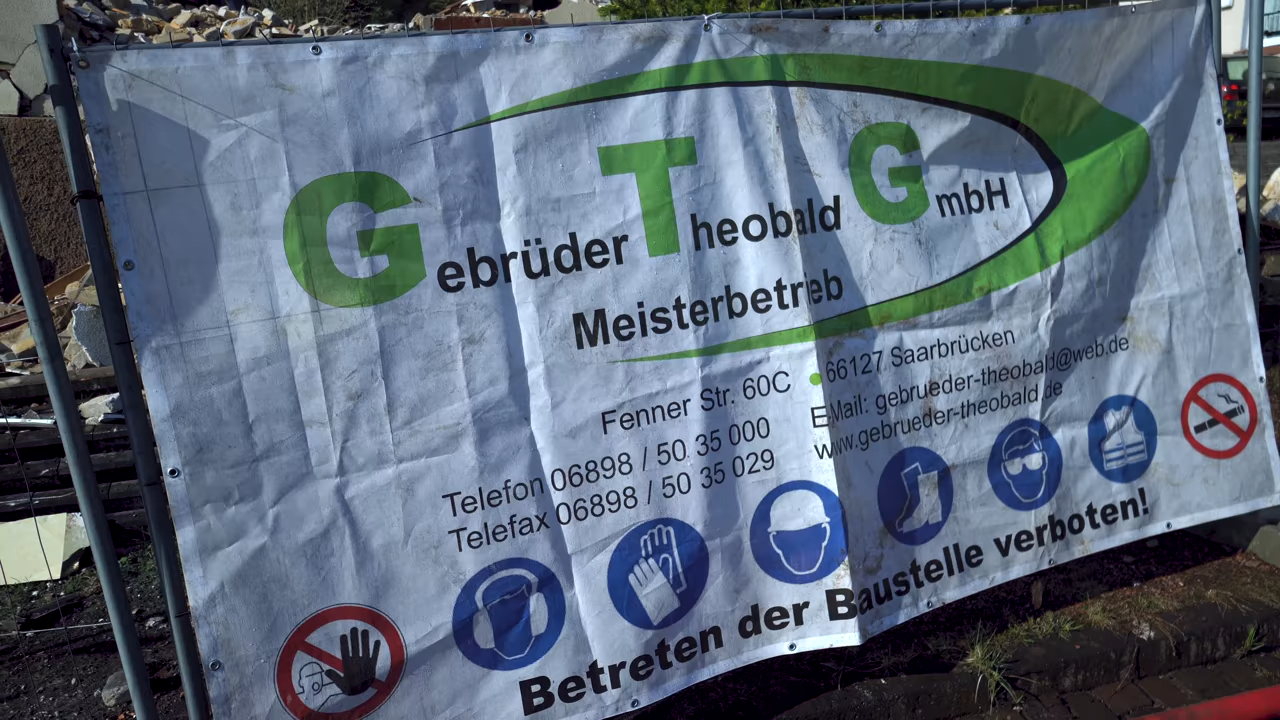 Gebrüder Theobald GmbH
Meisterbetrieb
Fenner Str. 60C • 66127 Saarbrücken
Telefon 06898 / 50 35 000
Telefax 06898 / 50 35 029
E-Mail: gebrueder-theobald@web.de
www.gebrueder-theobald.de
Betreten der Baustelle verboten!